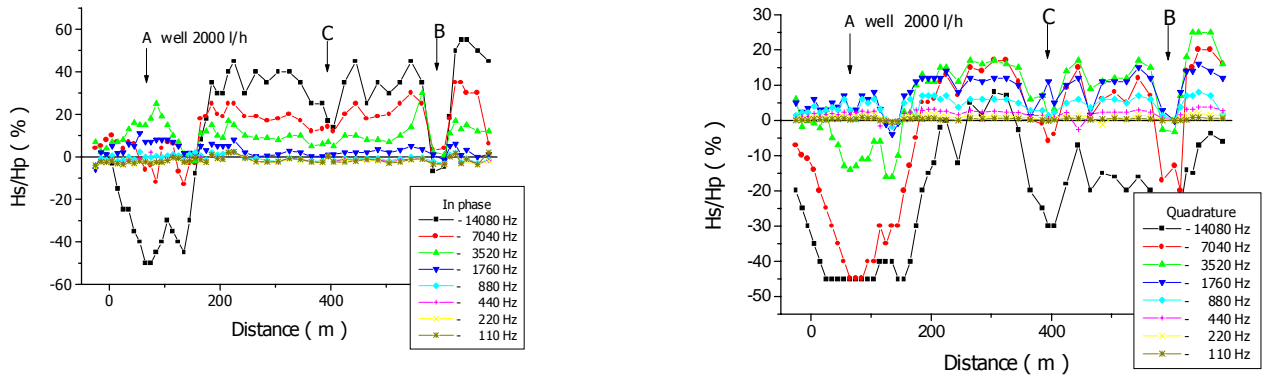 A well 2000 l/h
C
B
60
40
20
0
-20
-40
-60
Hs/Hp (%)
0
200
400
Distance ( m )
In phase
- 14080 Hz
- 7040 Hz
- 3520 Hz
- 1760 Hz
- 880 Hz
- 440 Hz
- 220 Hz
- 110 Hz
A well 2000 l/h
C
B
30
20
10
0
-10
-20
-30
-40
-50
Hs/Hp ( % )
0
200
400
Distance ( m )
Quadrature
- 14080 Hz
- 7040 Hz
- 3520 Hz
- 1760 Hz
- 880 Hz
- 440 Hz
- 220 Hz
- 110 Hz